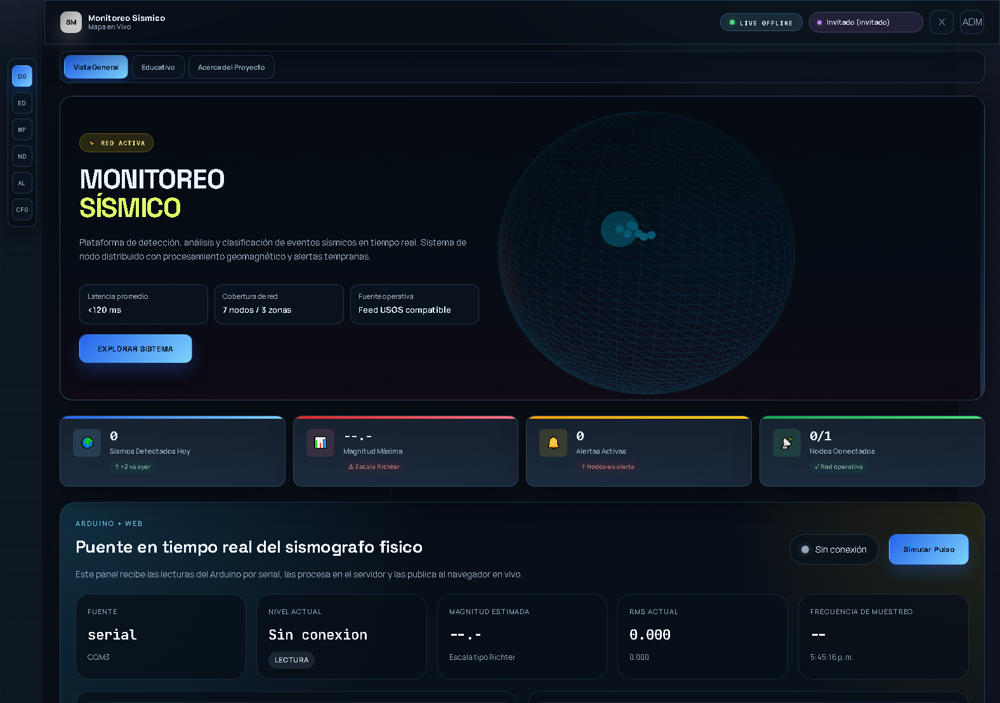 SM
Monitoreo Sismico
Mapa en Vivo
LIVE OFFLINE
Invitado (invitado)
X
ADM
DG
ED
MP
ND
AL
CFG
Vista General
Educativo
Acerca del Proyecto
RED ACTIVA
MONITOREO
SÍSMICO
Plataforma de detección, análisis y clasificación de eventos sísmicos en tiempo real. Sistema de
nodo distribuido con procesamiento geomagnético y alertas tempranas.
Latencia promedio
<120 ms
Cobertura de red
7 nodos / 3 zonas
Fuente operativa
Feed USGS compatible
EXPLORAR SISTEMA
0
Sismos Detectados Hoy
↑ +2 vs ayer
--.-
Magnitud Máxima
⚠ Escala Richter
0
Alertas Activas
↑ Nodos en alerta
0/1
Nodos Conectados
✓ Red operativa
ARDUINO + WEB
Puente en tiempo real del sismografo fisico
Este panel recibe las lecturas del Arduino por serial, las procesa en el servidor y las publica al navegador en vivo.
Sin conexión
Simular Pulso
FUENTE
serial
COM3
NIVEL ACTUAL
Sin conexion
LECTURA
MAGNITUD ESTIMADA
--.-
Escala tipo Richter
RMS ACTUAL
0.000
0.000
FRECUENCIA DE MUESTREO
--
5:45:16 p. m.